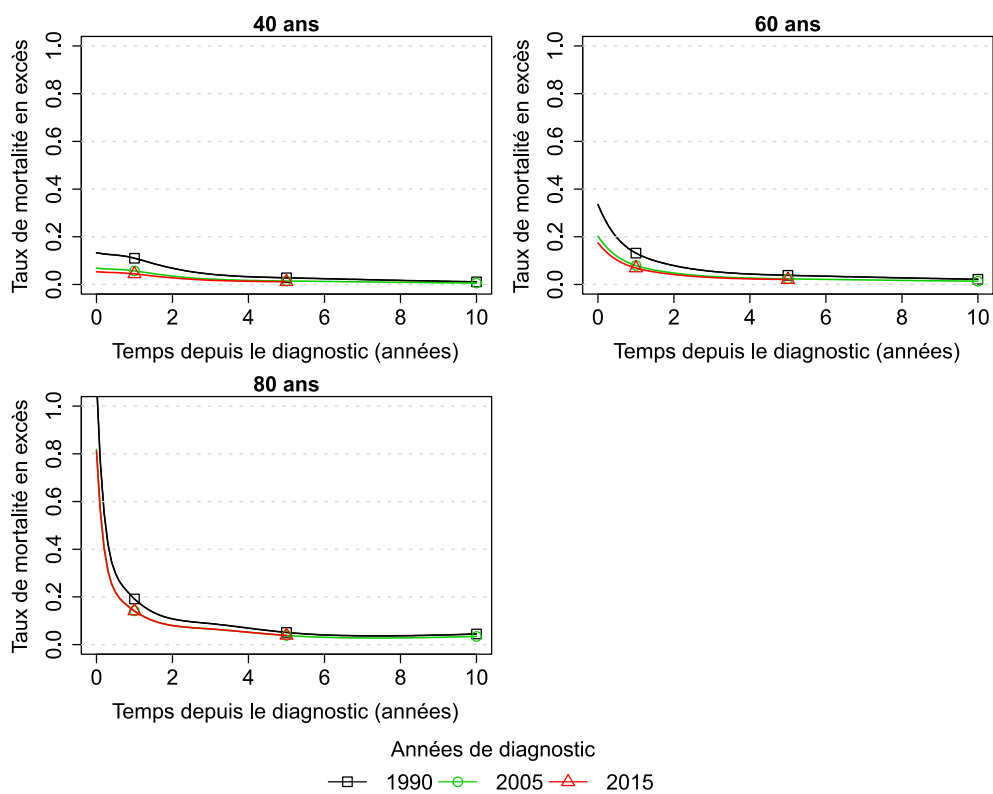 40 ans
Taux de mortalité en excès
0.0 0.2 0.4 0.6 0.8 1.0
0 2 4 6 8 10
Temps depuis le diagnostic (années)
60 ans
Taux de mortalité en excès
0.0 0.2 0.4 0.6 0.8 1.0
0 2 4 6 8 10
Temps depuis le diagnostic (années)
80 ans
Taux de mortalité en excès
0.0 0.2 0.4 0.6 0.8 1.0
0 2 4 6 8 10
Temps depuis le diagnostic (années)
Années de diagnostic
1990 2005 2015